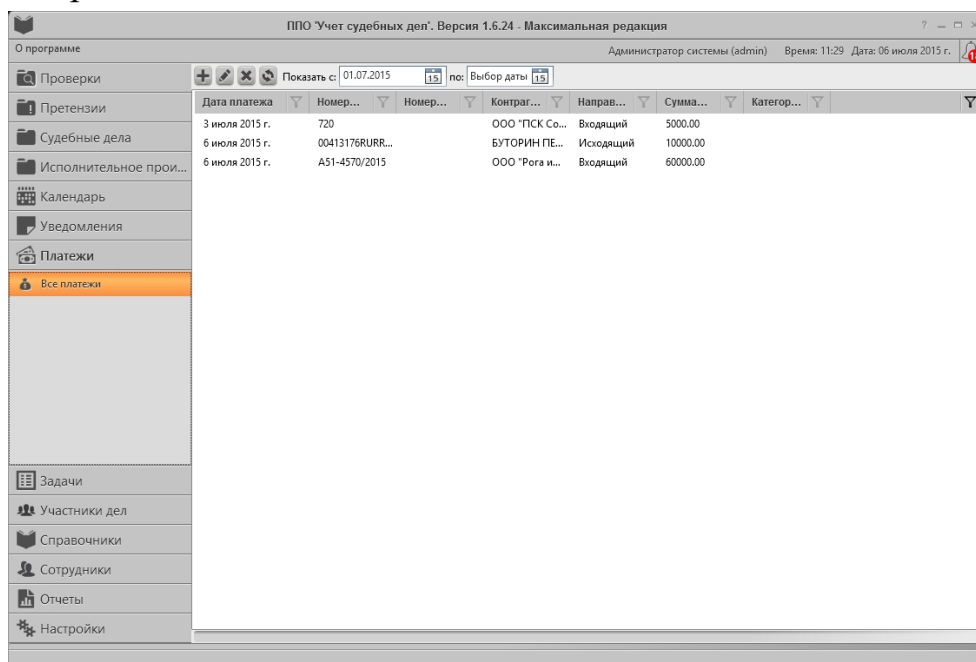 ППО 'Учет судебных дел'. Версия 1.6.24 - Максимальная редакция
О программе
Администратор системы (admin) Время: 11:29 Дата: 06 июля 2015 г.
Показать с: 01.07.2015 15 по: Выбор даты 15
Дата платежа Номер... Номер... Контраг... Направ... Сумма... Категор...
3 июля 2015 г. 720 ООО "ПСК Со... Входящий 5000.00
6 июля 2015 г. 00413176RURR... БУТОРИН ПЕ... Исходящий 10000.00
6 июля 2015 г. А51-4570/2015 ООО "Рога и... Входящий 60000.00
Проверки
Претензии
Судебные дела
Исполнительное прои...
Календарь
Уведомления
Платежи
Все платежи
Задачи
Участники дел
Справочники
Сотрудники
Отчеты
Настройки